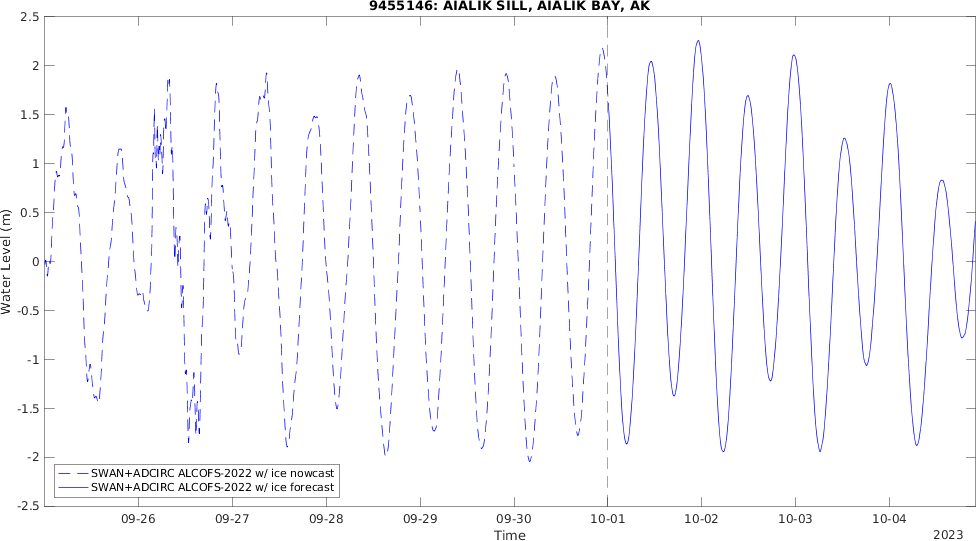 9455146: AIALIK SILL, AIALIK BAY, AK
2.5
2
1.5
1
0.5
0
-0.5
-1
-1.5
-2
-2.5
Water Level (m)
SWAN+ADCIRC ALCOFS-2022 w/ ice nowcast
SWAN+ADCIRC ALCOFS-2022 w/ ice forecast
09-26 09-27 09-28 09-29 09-30 10-01 10-02 10-03 10-04
Time
2023